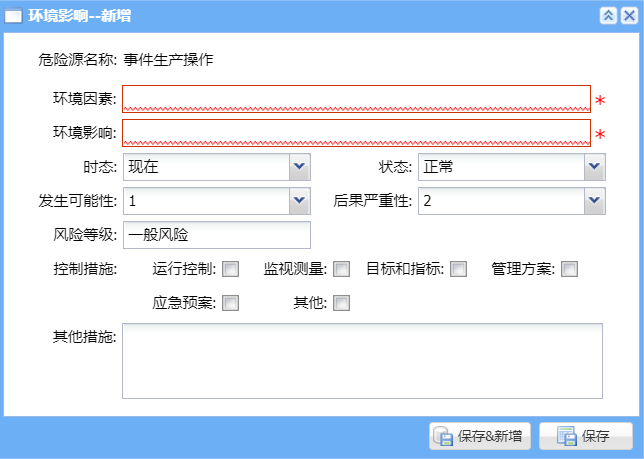 环境影响--新增
危险源名称: 事件生产操作
环境因素: *
环境影响: *
时态: 现在 状态: 正常
发生可能性: 1 后果严重性: 2
风险等级: 一般风险
控制措施: 运行控制: 监视测量: 目标和指标: 管理方案:
应急预案: 其他:
其他措施:
保存&新增 保存